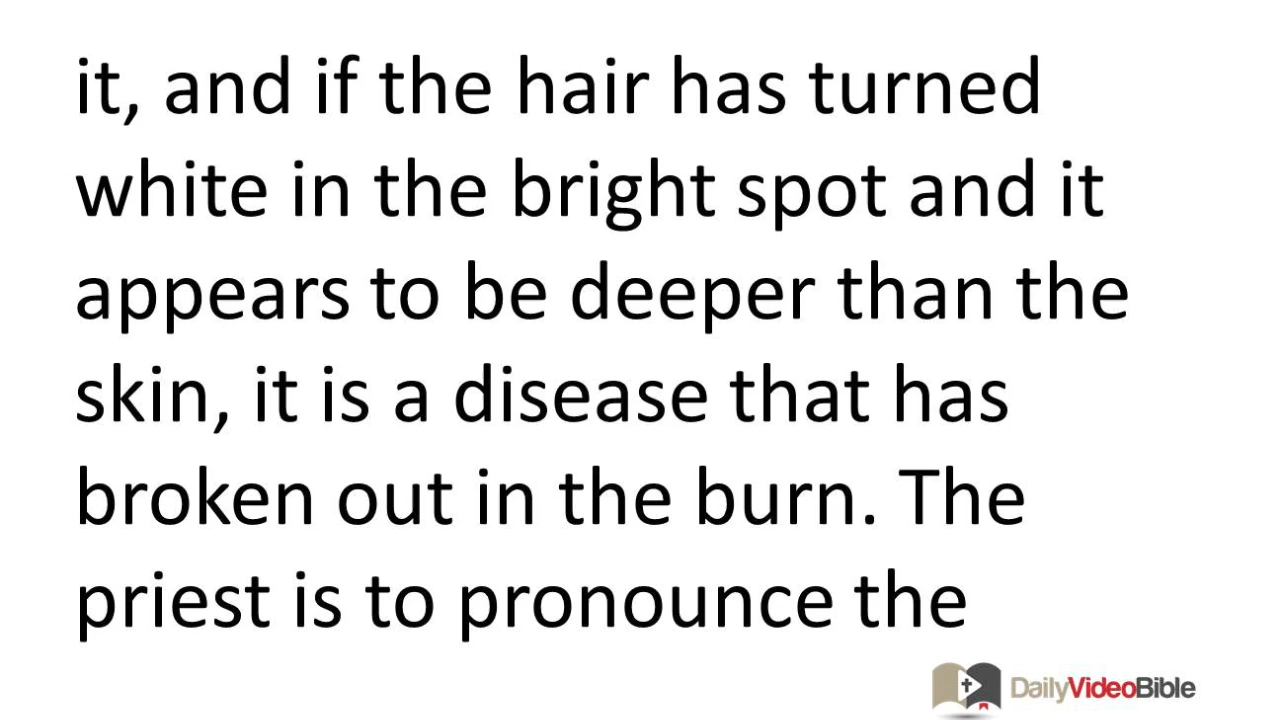 it, and if the hair has turned
white in the bright spot and it
appears to be deeper than the
skin, it is a disease that has
broken out in the burn. The
priest is to pronounce the
DailyVideoBible